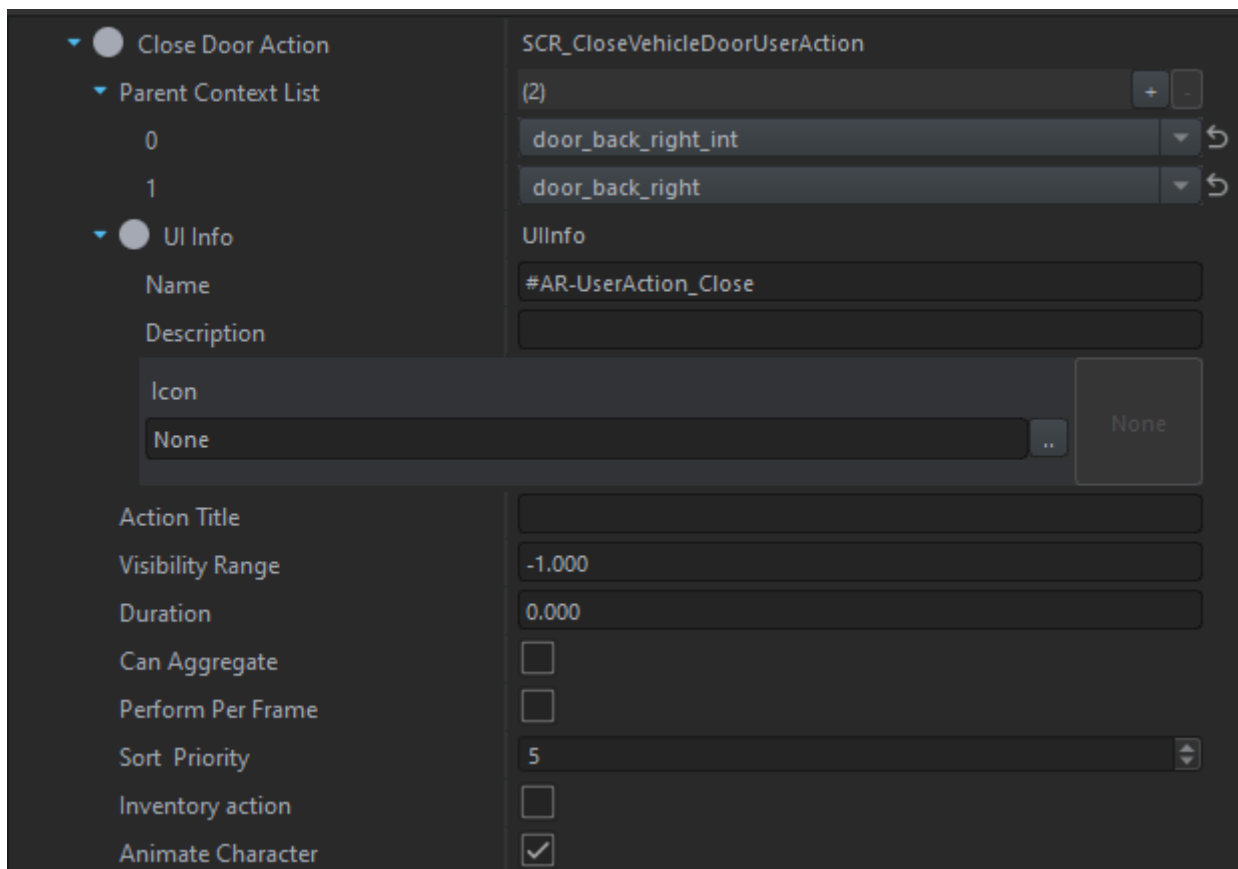 Close Door Action SCR_CloseVehicleDoorUserAction
Parent Context List (2) + -
0 door_back_right_int
1 door_back_right
UI Info UIInfo
Name #AR-UserAction_Close
Description
Icon
None .. None
Action Title
Visibility Range -1.000
Duration 0.000
Can Aggregate
Perform Per Frame
Sort Priority 5
Inventory action
Animate Character